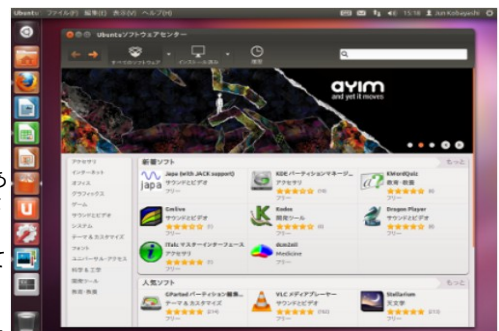 Ubuntu ファイル(F) 編集(E) 表示(V) ヘルプ(H)
15:18 Jun Kobayashi
Ubuntuソフトウェアセンター
すべてのソフトウェア インストール済み 履歴
ayim
and yet it moves
アクセサリ
インターネット
オフィス
グラフィックス
ゲーム
サウンドとビデオ
システム
テーマ & カスタマイズ
フォント
ユニバーサル・アクセス
科学 & 工学
開発ツール
教育・教養
新着ソフト もっと
Japa (with JACK support)
サウンドとビデオ
フリー
KDE パーティションマネージ...
アクセサリ
フリー
KWordQuiz
教育・教養
フリー
Gmlive
サウンドとビデオ
フリー
Kodos
開発ツール
フリー
Dragon Player
サウンドとビデオ
フリー
iTalc マスターインターフェース
アクセサリ
フリー
dcm2nii
Medicine
フリー
人気ソフト もっと
GParted パーティション編集...
テーマ & カスタマイズ
フリー
VLC メディアプレーヤー
サウンドとビデオ
フリー
Stellarium
天文学
フリー